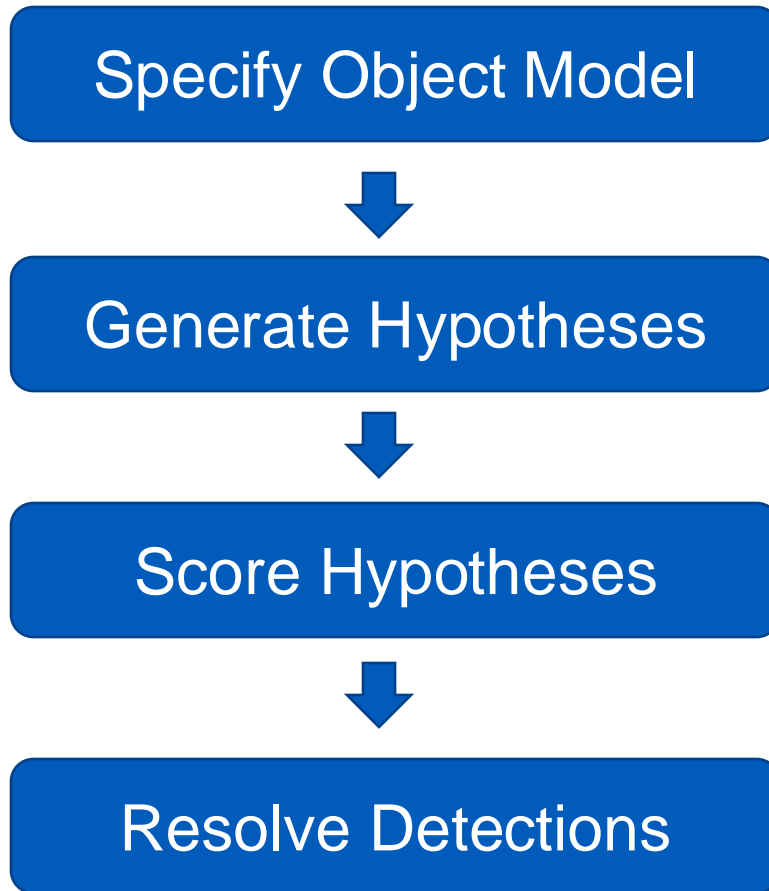 Specify Object Model
Generate Hypotheses
Score Hypotheses
Resolve Detections